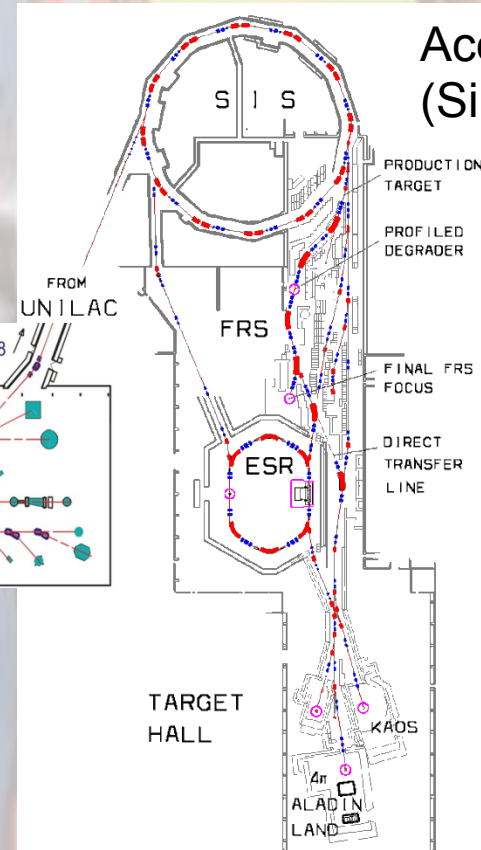 Acc
(Si
S I S
PRODUCTION
TARGET
PROFILED
DEGRADER
FROM
UNILAC
8
FRS
FINAL FRS
FOCUS
ESR
DIRECT
TRANSFER
LINE
TARGET
HALL
KAOS
4π
ALADIN
LAND